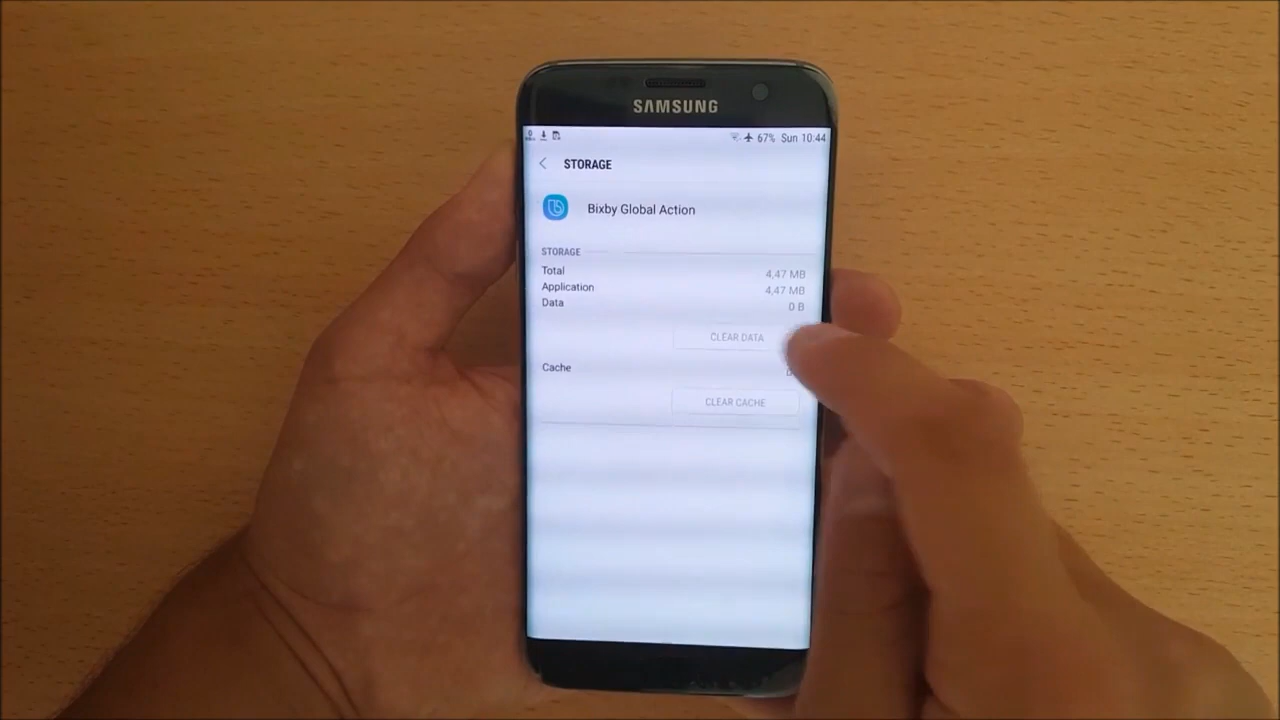 SAMSUNG
67% Sun 10:44
STORAGE
Bixby Global Action
STORAGE
Total 4,47 MB
Application 4,47 MB
Data 0 B
CLEAR DATA
Cache
CLEAR CACHE